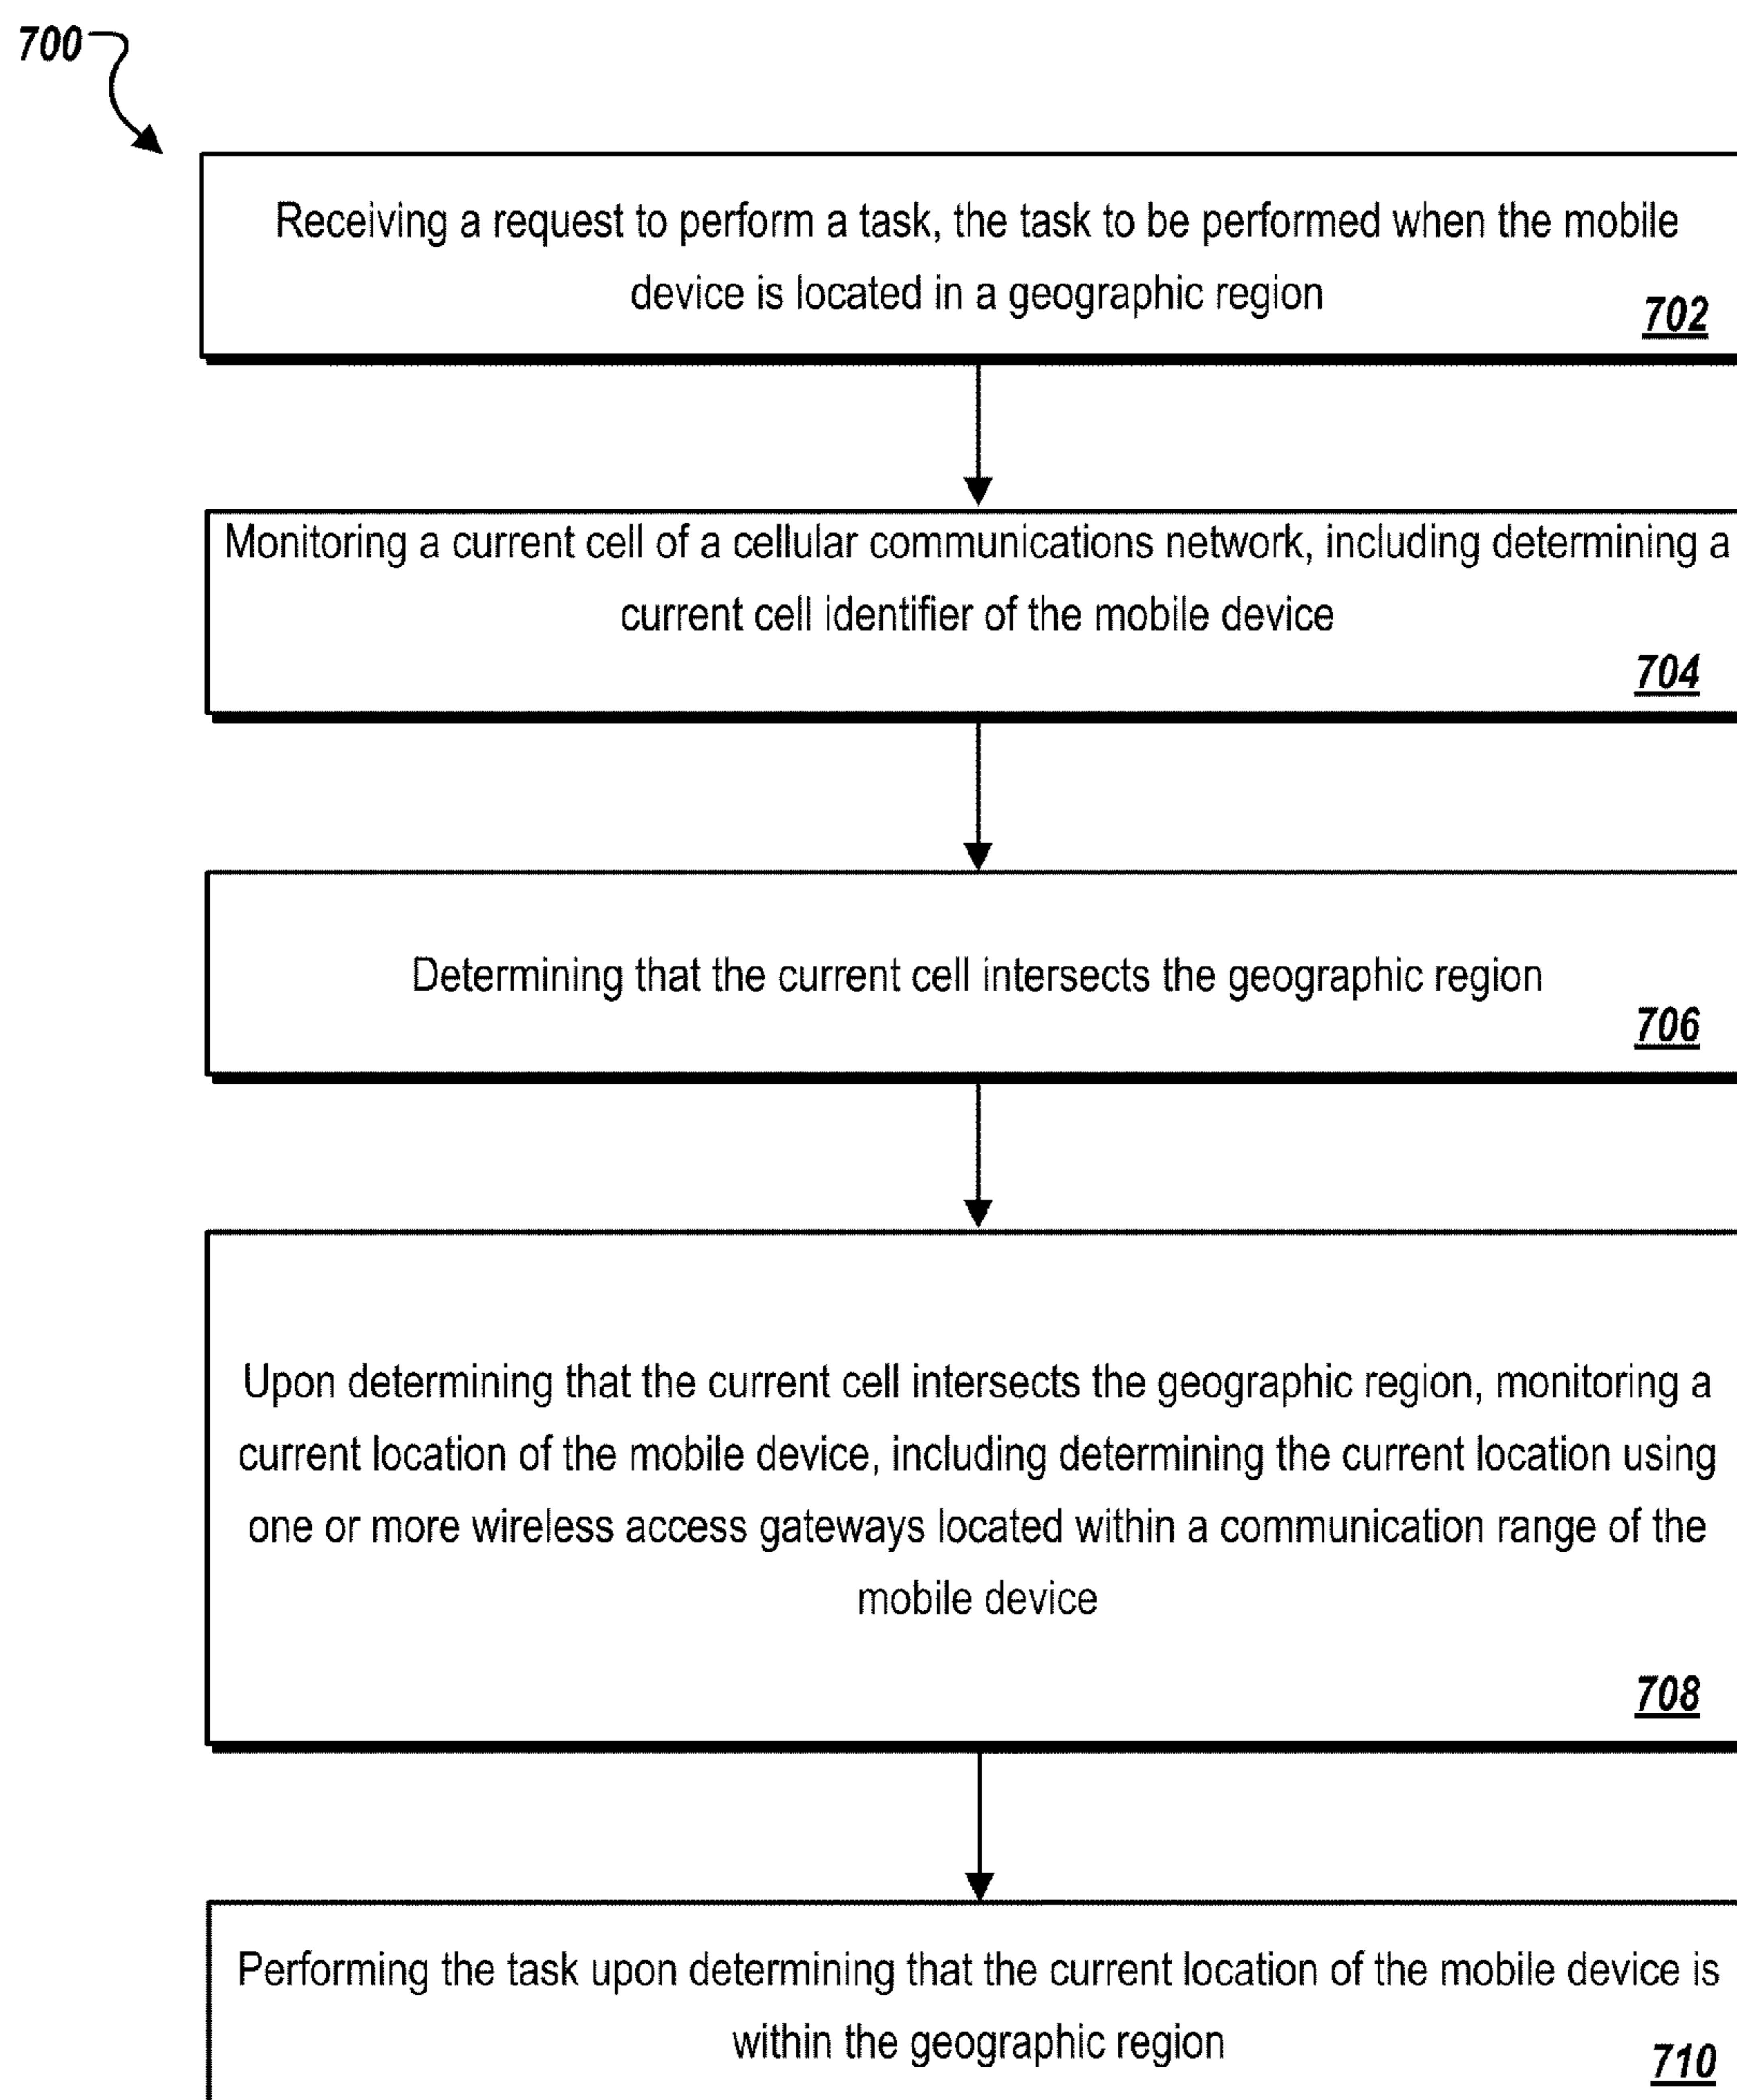 700
Receiving a request to perform a task, the task to be performed when the mobile
device is located in a geographic region
702
Monitoring a current cell of a cellular communications network, including determining a
current cell identifier of the mobile device
704
Determining that the current cell intersects the geographic region
706
Upon determining that the current cell intersects the geographic region, monitoring a
current location of the mobile device, including determining the current location using
one or more wireless access gateways located within a communication range of the
mobile device
708
Performing the task upon determining that the current location of the mobile device is
within the geographic region
710